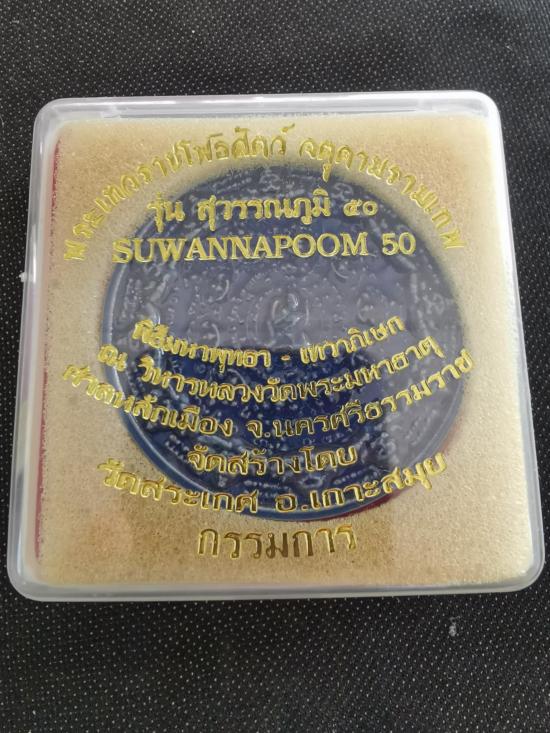 พระเทวราชโพธิสัตว์ จตุคามรามเทพ
รุ่น สุวรรณภูมิ ๕๐
SUWANNAPOOM 50
พิธีมหาพุทธา - เทวาภิเษก
ณ วิหารหลวงวัดพระมหาธาตุ
ศาลหลักเมือง จ.นครศรีธรรมราช
จัดสร้างโดย
วัดสระเกศ อ.เกาะสมุย
กรรมการ